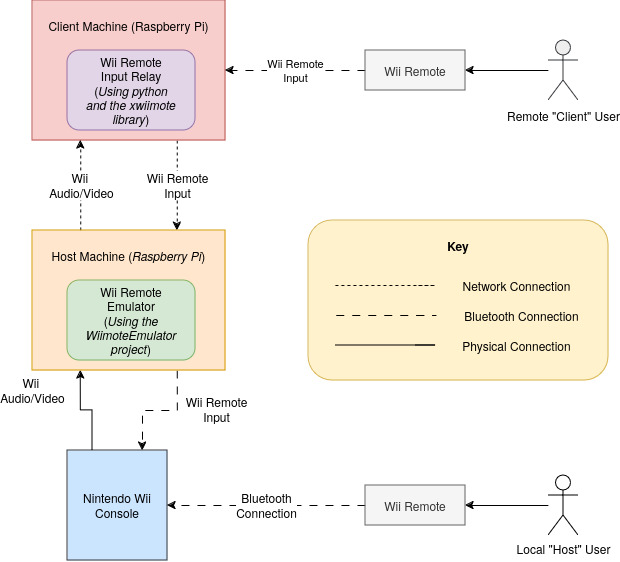 Client Machine (Raspberry Pi)
Wii Remote
Input Relay
(Using python
and the xwiimote
library)
Wii Remote
Input
Wii Remote
Remote "Client" User
Wii
Audio/Video
Wii Remote
Input
Host Machine (Raspberry Pi)
Wii Remote
Emulator
(Using the
WiimoteEmulator
project)
Key
Network Connection
Bluetooth Connection
Physical Connection
Wii
Audio/Video
Wii Remote
Input
Nintendo Wii
Console
Bluetooth
Connection
Wii Remote
Local "Host" User